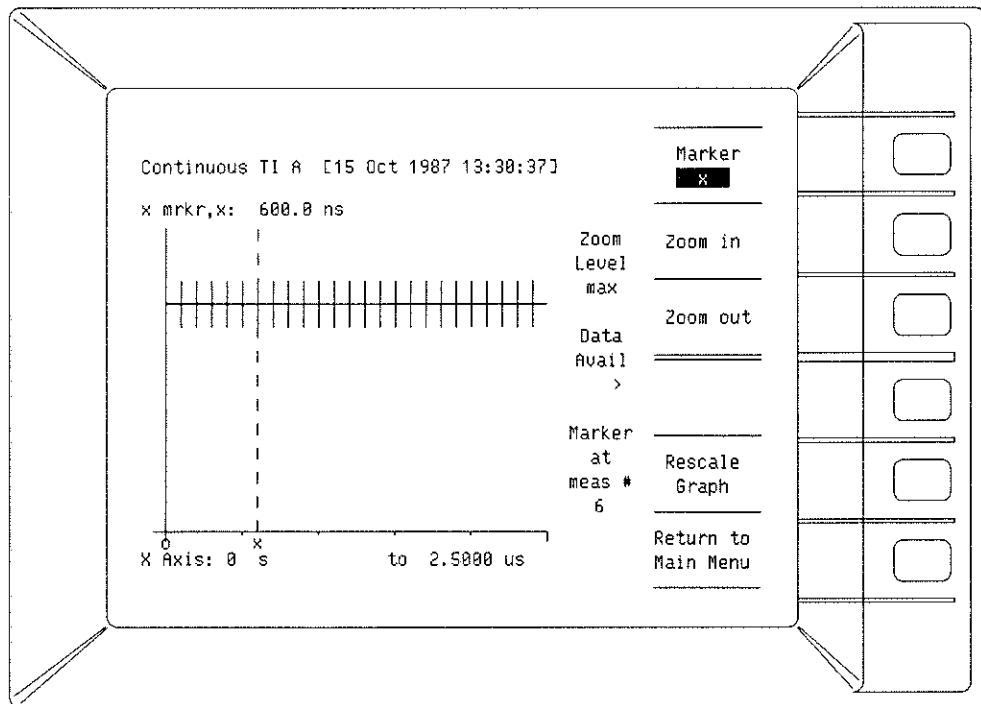 Continuous TI A [15 Oct 1987 13:30:37]
x mrkr,x: 600.0 ns
Zoom
Level
max
Data
Avail
>
Marker
at
meas #
6
O
x
X Axis: 0 s to 2.5000 us
Marker
x
Zoom in
Zoom out
Rescale
Graph
Return to
Main Menu